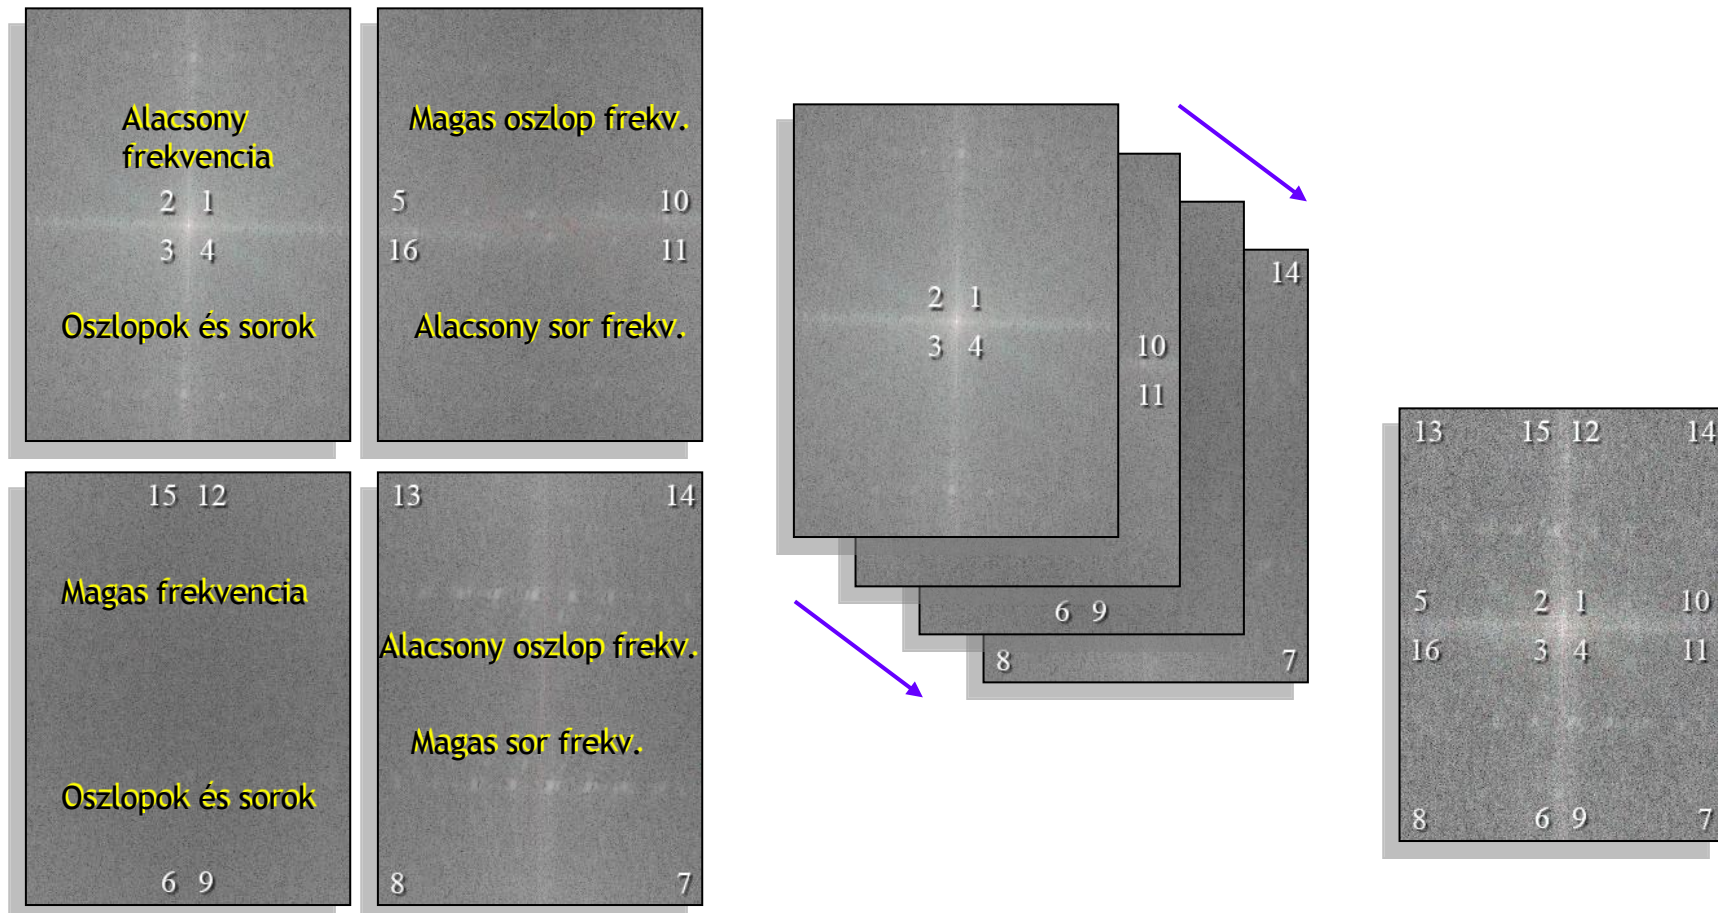 Alacsony
frekvencia
2 1
3 4
Oszlopok és sorok
Magas oszlop frekv.
5 10
16 11
Alacsony sor frekv.
15 12
Magas frekvencia
Oszlopok és sorok
6 9
13 14
Alacsony oszlop frekv.
Magas sor frekv.
8 7
2 1
3 4
10
11
6 9
14
8 7
13 15 12 14
5 2 1 10
16 3 4 11
8 6 9 7